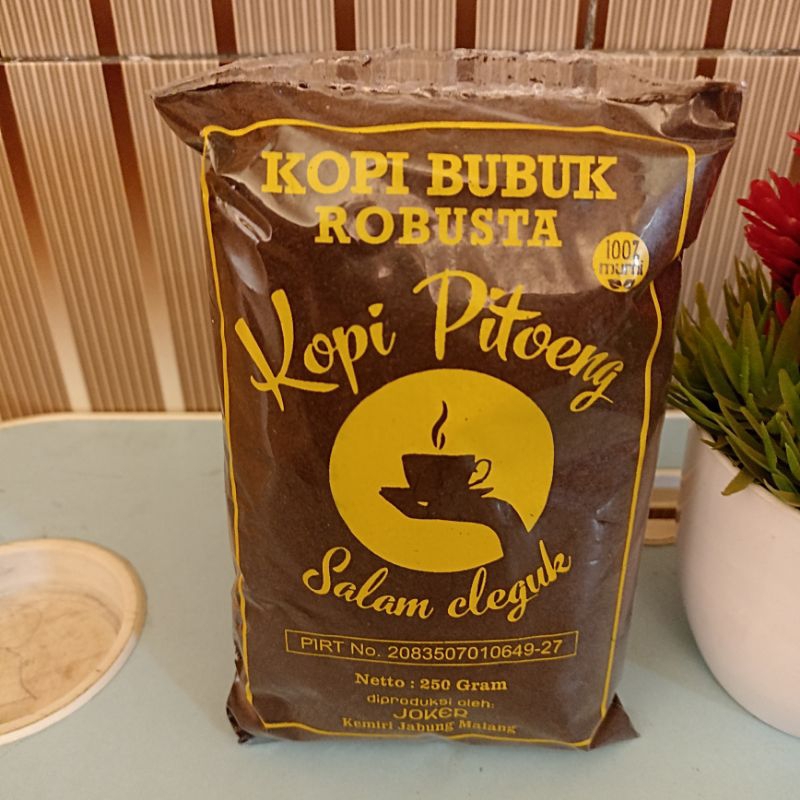 KOPI BUBUK
ROBUSTA
100%
murni
Kopi Pitoeng
Salam cleguk
PIRT No. 2083507010649-27
Netto : 250 Gram
diproduksi oleh:
JOKER
Kemiri Jabung Malang